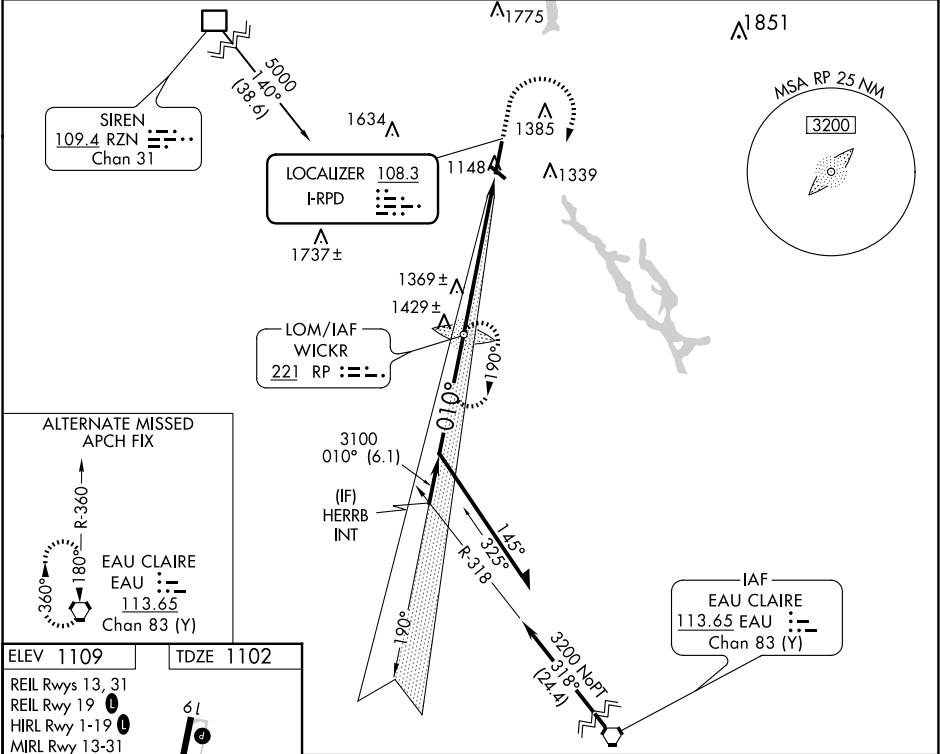 1775
1851
5000
140°
(38.6)
MSA RP 25 NM
3200
SIREN
109.4 RZN
Chan 31
1634
1385
LOCALIZER 108.3
I-RPD
1148
1339
1737 ±
1369 ±
1429 ±
LOM/IAF
WICKR
221 RP
190°
010°
ALTERNATE MISSED
APCH FIX
R-360
360°
180°
EAU CLAIRE
EAU
113.65
Chan 83 (Y)
3100
010° (6.1)
(IF)
HERRB
INT
145°
325°
R-318
190°
3200 NoPT
318°
(24.4)
IAF
EAU CLAIRE
113.65 EAU
Chan 83 (Y)
ELEV 1109
TDZE 1102
REIL Rwys 13, 31
REIL Rwy 19 L
HIRL Rwy 1-19 L
MIRL Rwy 13-31
19
P